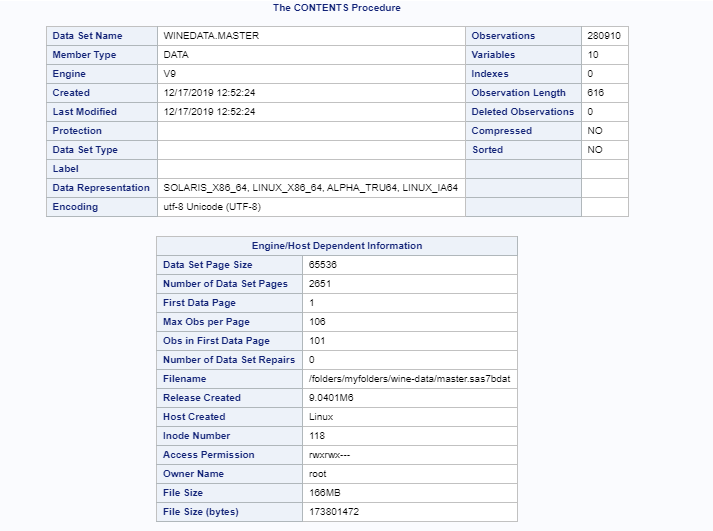 The CONTENTS Procedure
Data Set Name WINEDATA.MASTER Observations 280910
Member Type DATA Variables 10
Engine V9 Indexes 0
Created 12/17/2019 12:52:24 Observation Length 616
Last Modified 12/17/2019 12:52:24 Deleted Observations 0
Protection Compressed NO
Data Set Type Sorted NO
Label
Data Representation SOLARIS_X86_64, LINUX_X86_64, ALPHA_TRU64, LINUX_IA64
Encoding utf-8 Unicode (UTF-8)
Engine/Host Dependent Information
Data Set Page Size 65536
Number of Data Set Pages 2651
First Data Page 1
Max Obs per Page 106
Obs in First Data Page 101
Number of Data Set Repairs 0
Filename /folders/myfolders/wine-data/master.sas7bdat
Release Created 9.0401M6
Host Created Linux
Inode Number 118
Access Permission rwxrwx---
Owner Name root
File Size 166MB
File Size (bytes) 173801472